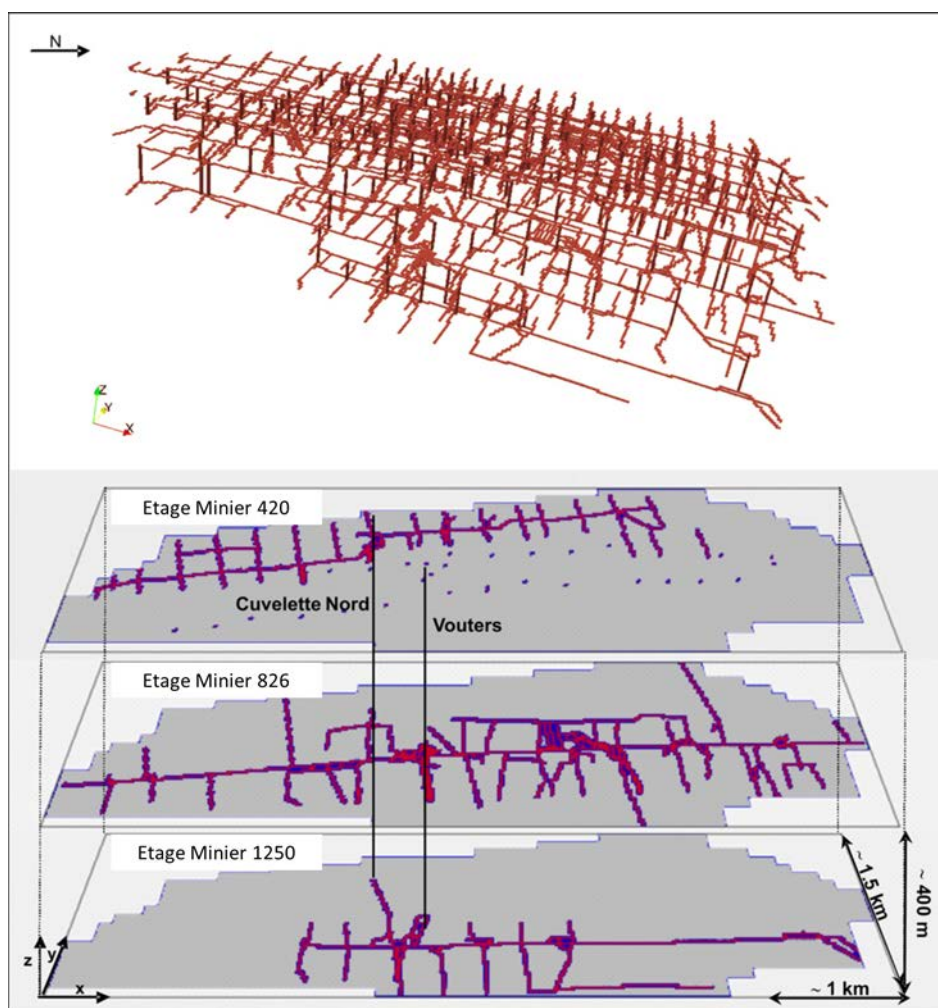 N
Z
Y
X
Etage Minier 420
Cuvelette Nord
Vouters
Etage Minier 826
Etage Minier 1250
~ 1,5 km
~ 400 m
z
y
x
~ 1 km